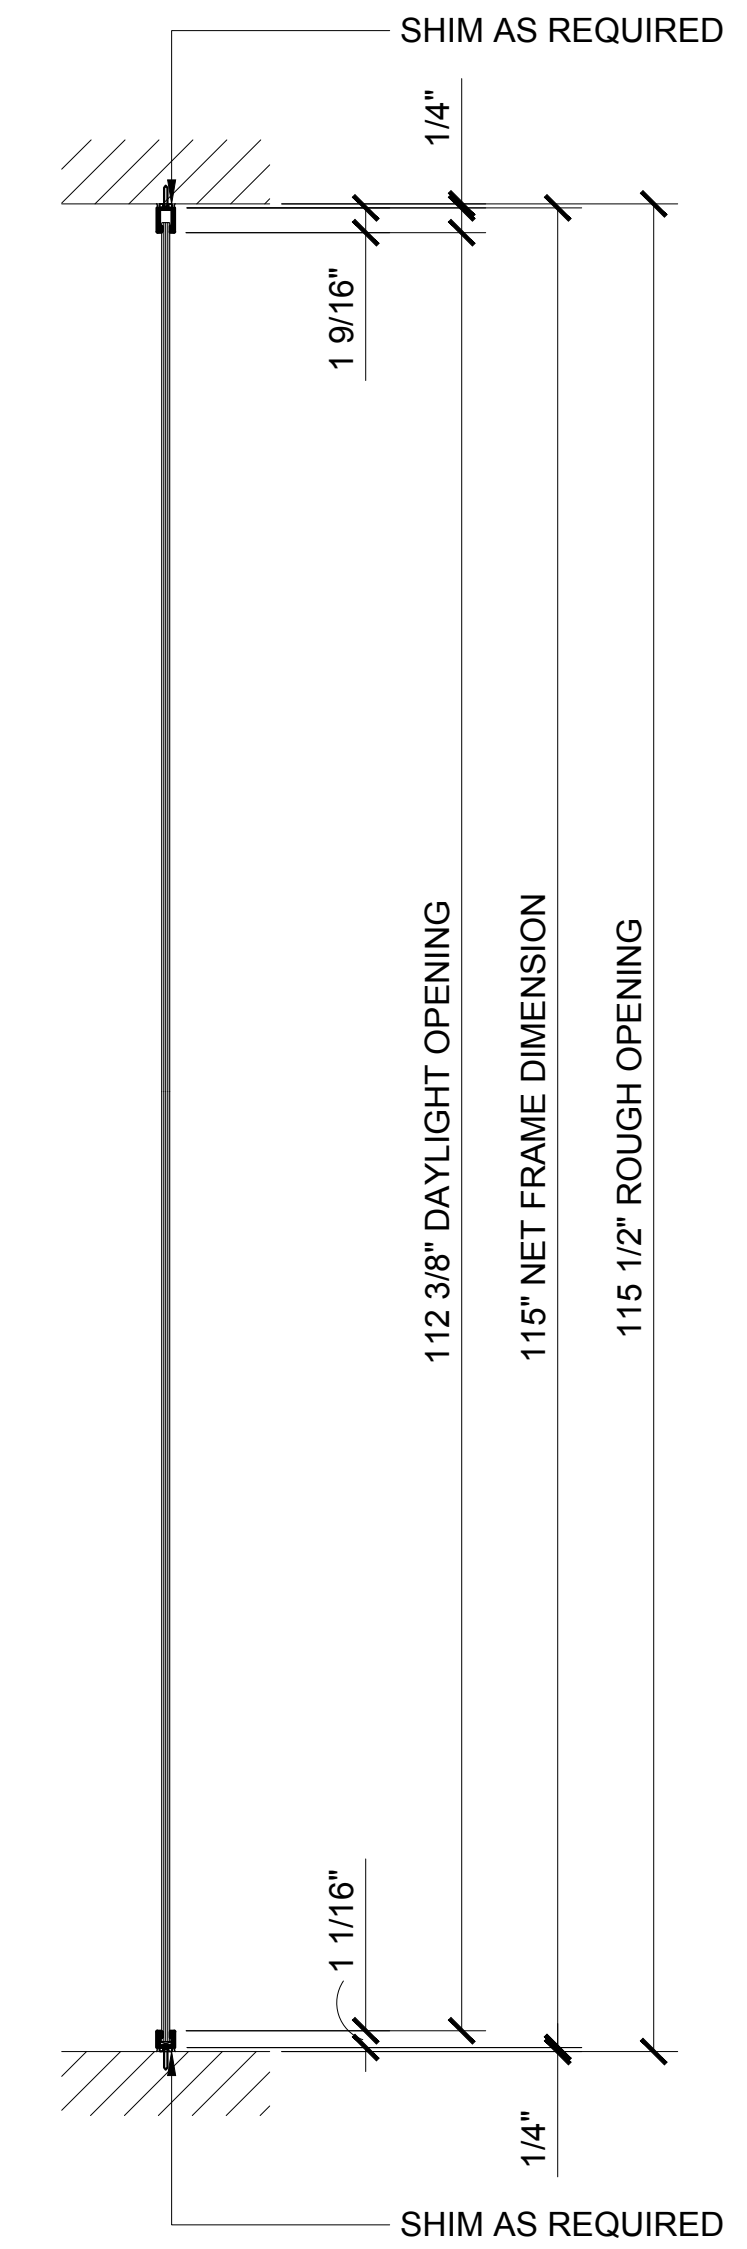 SHIM AS REQUIRED
1/4"
1 9/16"
112 3/8" DAYLIGHT OPENING
115" NET FRAME DIMENSION
115 1/2" ROUGH OPENING
1 1/16"
1/4"
SHIM AS REQUIRED